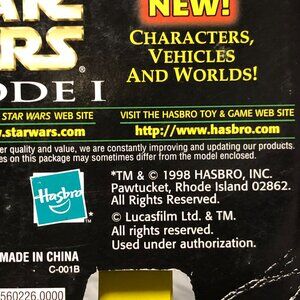 NEW!
WARS
CHARACTERS,
VEHICLES
AND WORLDS!
ODE I
STAR WARS WEB SITE
VISIT THE HASBRO TOY & GAME WEB SITE
.starwars.com
http://www.hasbro.com
er quality and value, we are constantly improving and updating our products.
es on this package may sometimes differ from the model enclosed.
Hasbro
*TM & © 1998 HASBRO, INC.
Pawtucket, Rhode Island 02862.
All Rights Reserved.
© Lucasfilm Ltd. & TM.
All rights reserved.
Used under authorization.
MADE IN CHINA
C-001B
560226.0000